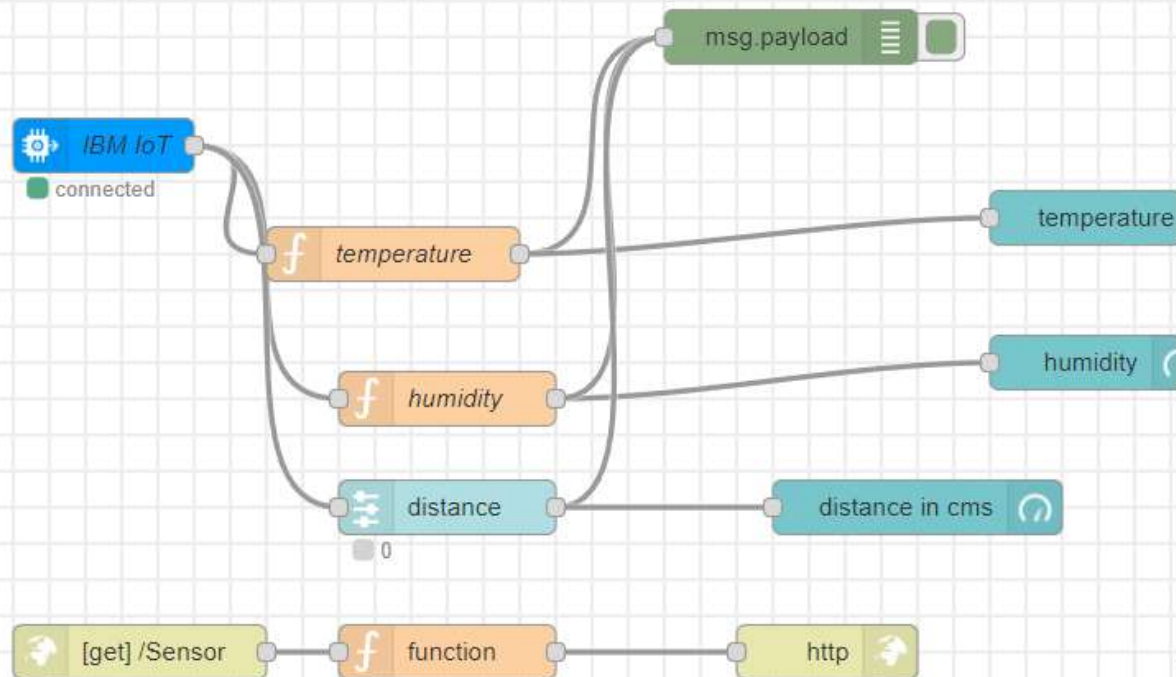 msg.payload
IBM IoT
connected
temperature
temperature
humidity
humidity
distance
distance in cms
0
[get] /Sensor
function
http